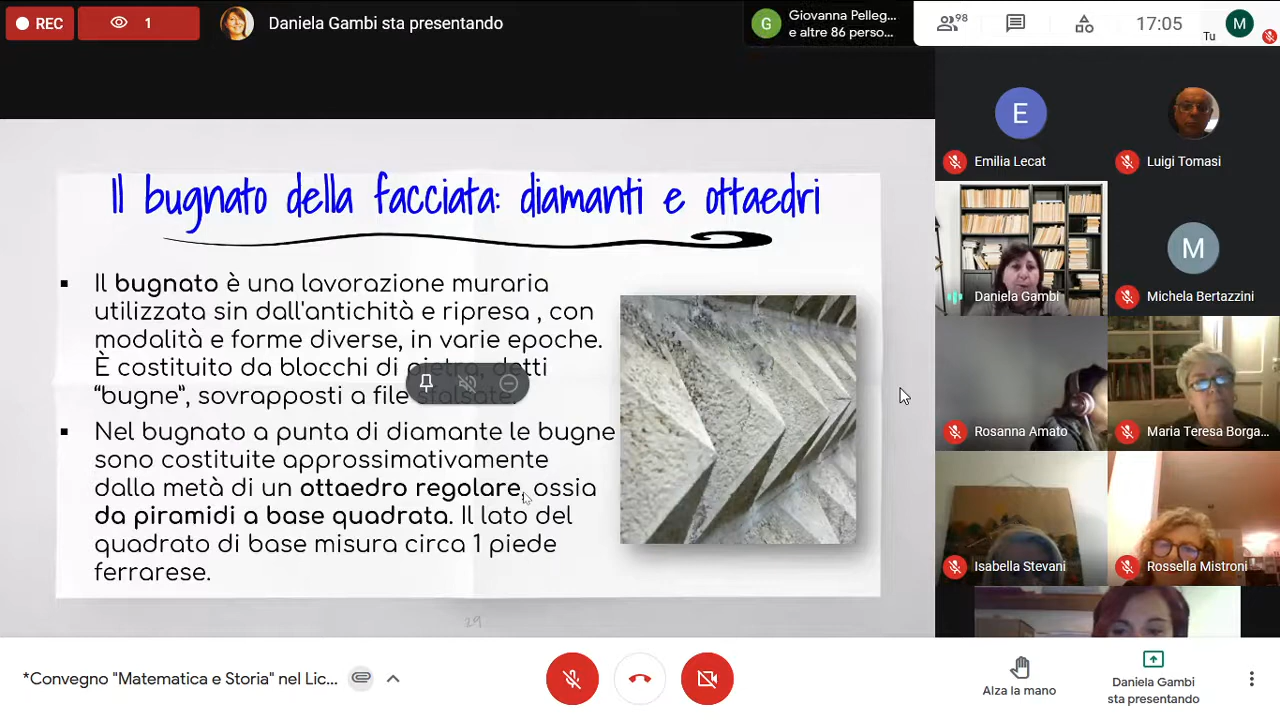 REC
1
Daniela Gambi sta presentando
G
Giovanna Pelleg...
e altre 86 perso...
98
17:05
Tu
M
E
Emilia Lecat
Luigi Tomasi
Daniela Gambi
M
Michela Bertazzini
Rosanna Amato
Maria Teresa Borga...
Isabella Stevani
Rossella Mistroni
Il bugnato della facciata: diamanti e ottaedri
▪ Il bugnato è una lavorazione muraria
utilizzata sin dall'antichità e ripresa , con
modalità e forme diverse, in varie epoche.
È costituito da blocchi di pietra, detti
“bugne”, sovrapposti a file sfalsate.
▪ Nel bugnato a punta di diamante le bugne
sono costituite approssimativamente
dalla metà di un ottaedro regolare, ossia
da piramidi a base quadrata. Il lato del
quadrato di base misura circa 1 piede
ferrarese.
29
*Convegno "Matematica e Storia" nel Lic...
Alza la mano
Daniela Gambi
sta presentando